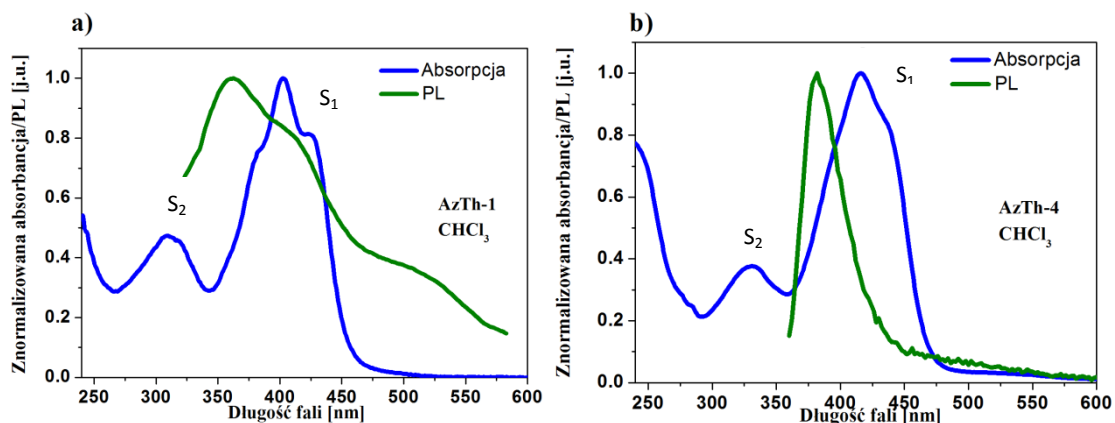 a)
Znormalizowana absorbancja/PL [j.u.]
1.0
0.8
0.6
0.4
0.2
0.0
Absorpcja
PL
S₁
S₂
AzTh-1
CHCl₃
250 300 350 400 450 500 550 600
Długość fali [nm]
b)
Znormalizowana absorbancja/PL [j.u.]
1.0
0.8
0.6
0.4
0.2
0.0
Absorpcja
PL
S₁
S₂
AzTh-4
CHCl₃
250 300 350 400 450 500 550 600
Długość fali [nm]